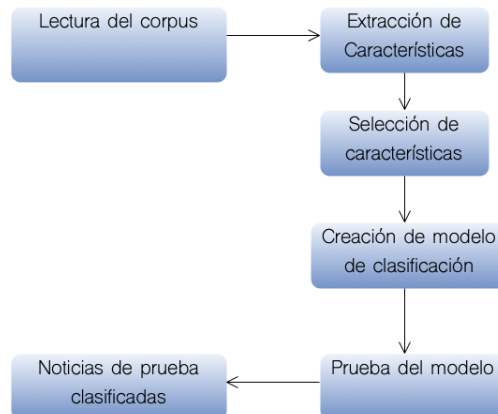 Lectura del corpus
Extracción de
Características
Selección de
características
Creación de modelo
de clasificación
Prueba del modelo
Noticias de prueba
clasificadas